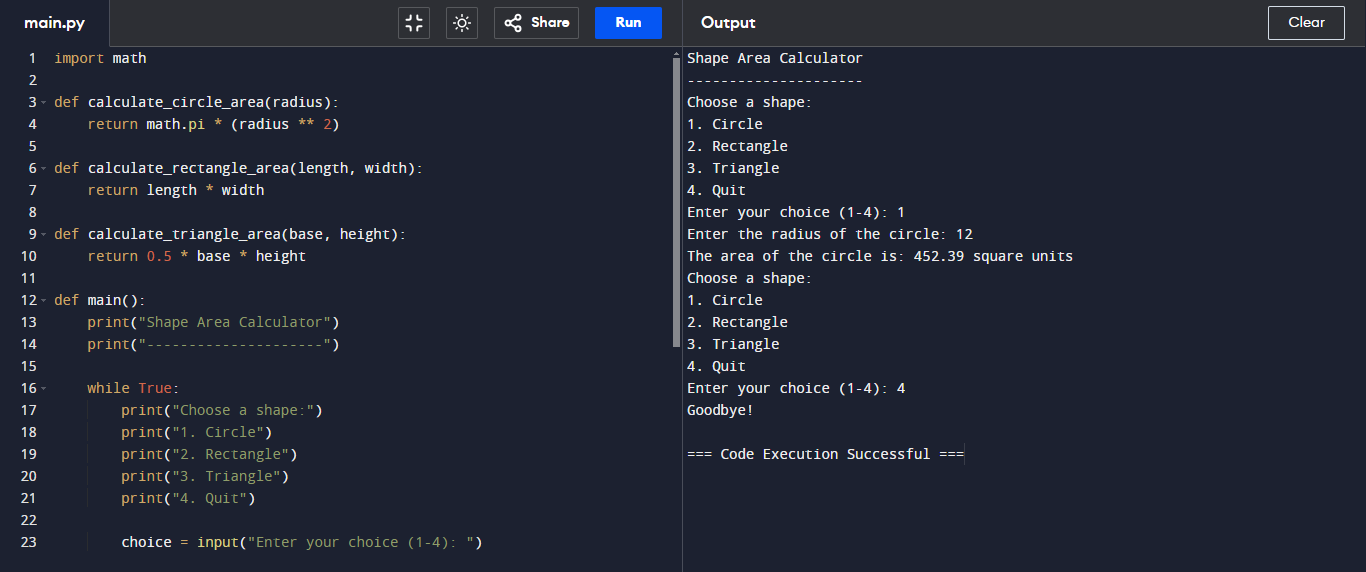 main.py
Share
Run
Output
Clear
1 import math
2
3 def calculate_circle_area(radius):
4     return math.pi * (radius ** 2)
5
6 def calculate_rectangle_area(length, width):
7     return length * width
8
9 def calculate_triangle_area(base, height):
10     return 0.5 * base * height
11
12 def main():
13     print("Shape Area Calculator")
14     print("---------------------")
15
16     while True:
17         print("Choose a shape:")
18         print("1. Circle")
19         print("2. Rectangle")
20         print("3. Triangle")
21         print("4. Quit")
22
23         choice = input("Enter your choice (1-4): ")
Shape Area Calculator
---------------------
Choose a shape:
1. Circle
2. Rectangle
3. Triangle
4. Quit
Enter your choice (1-4): 1
Enter the radius of the circle: 12
The area of the circle is: 452.39 square units
Choose a shape:
1. Circle
2. Rectangle
3. Triangle
4. Quit
Enter your choice (1-4): 4
Goodbye!

=== Code Execution Successful ===